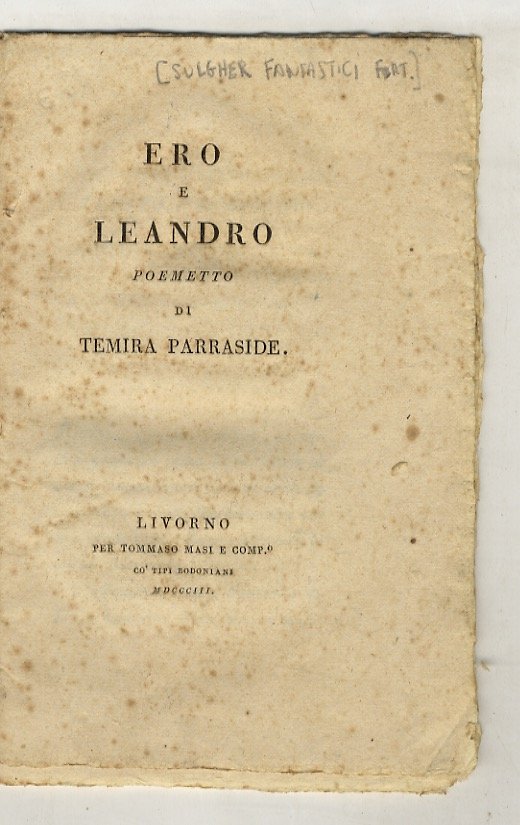 [SULGHER FANTASTICI FORT.]
ERO
E
LEANDRO
POEMETTO
DI
TEMIRA PARRASIDE.
LIVORNO
PER TOMMASO MASI E COMP.º
CO' TIPI BODONIANI
MDCCCIII.